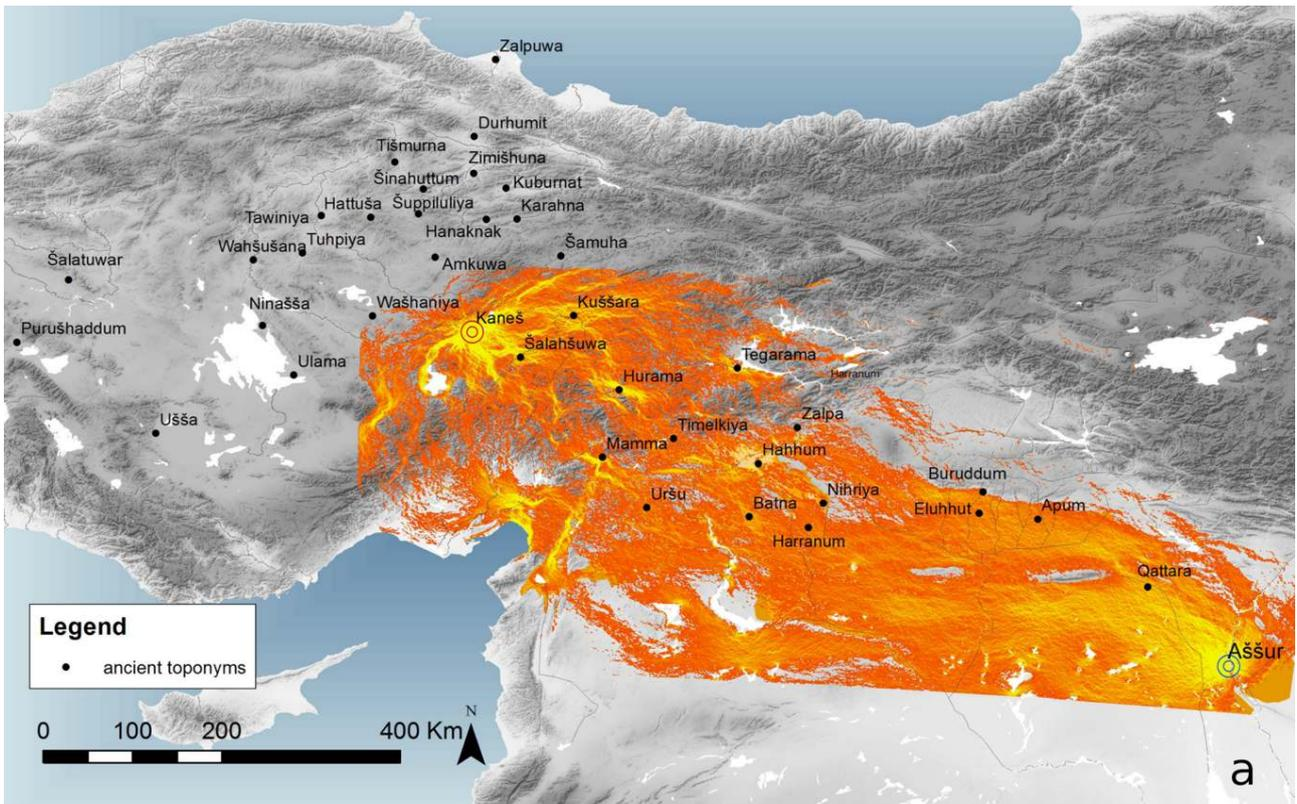 Zalpuwa
Durhumit
Tišmurna
Zimišhuna
Šinahuttum
Kuburnat
Hattuša
Šuppiluliya
Karahna
Tawiniya
Hanaknak
Wahšušana
Tuhpiya
Šamuha
Šalatuwar
Amkuwa
Ninašša
Wašhaniya
Kuššara
Kaneš
Purušhaddum
Šalahšuwa
Ulama
Tegarama
Harranum
Hurama
Ušša
Zalpa
Timelkiya
Mamma
Hahhum
Buruddum
Uršu
Batna
Nihriya
Eluhhut
Apum
Harranum
Qattara
Legend
ancient toponyms
Aššur
0 100 200 400 Km
N
a